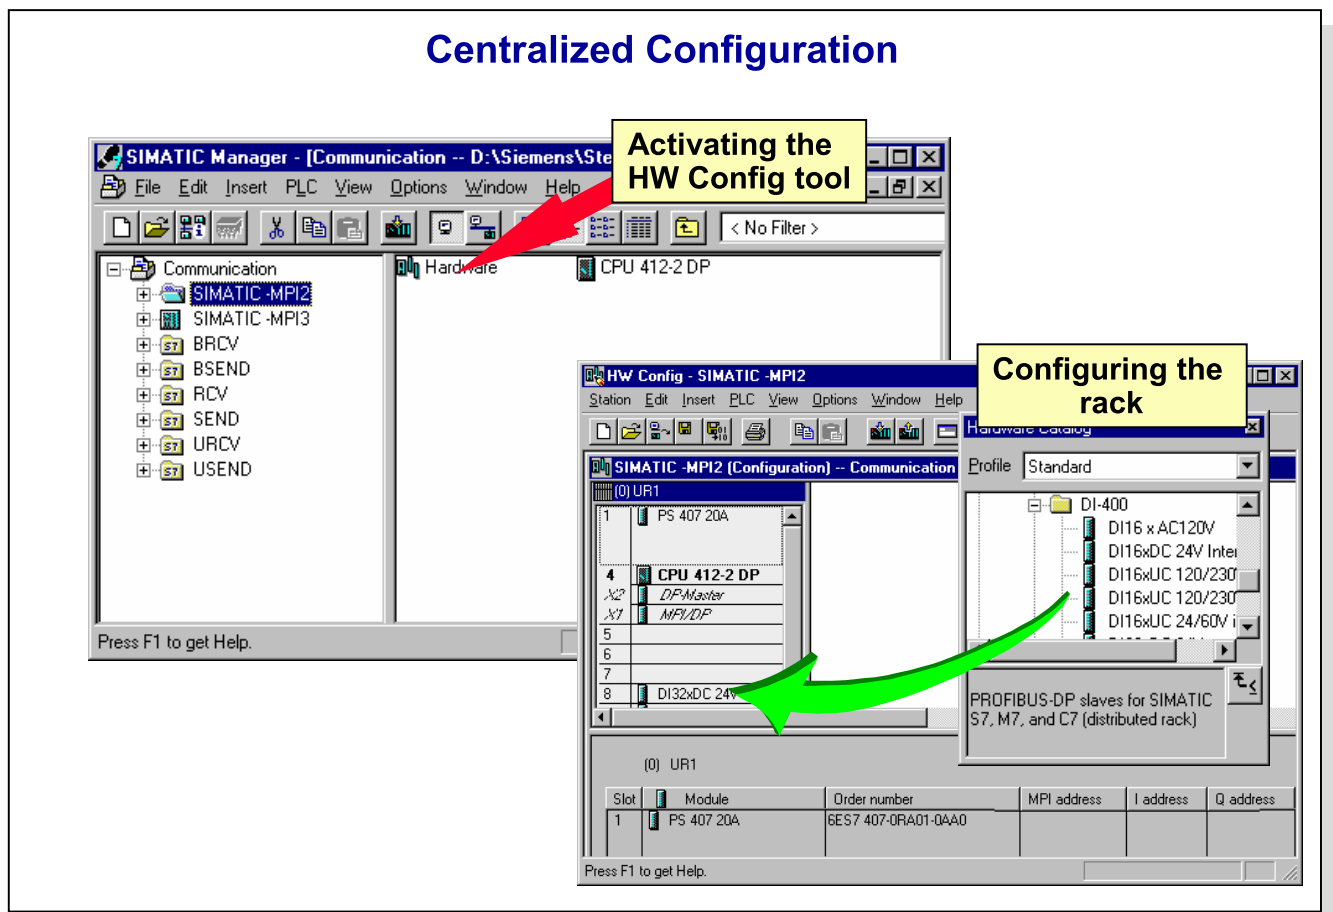 Centralized Configuration
Activating the
HW Config tool
SIMATIC Manager - [Communication -- D:\Siemens\Ste
File Edit Insert PLC View Options Window Help
< No Filter >
Communication
SIMATIC -MPI2
SIMATIC -MPI3
BRCV
BSEND
RCV
SEND
URCV
USEND
Hardware
CPU 412-2 DP
Press F1 to get Help.
Configuring the
rack
HW Config - SIMATIC -MPI2
Station Edit Insert PLC View Options Window Help
SIMATIC -MPI2 (Configuration) -- Communication
(0) UR1
1 PS 407 20A
4 CPU 412-2 DP
X2 DP-Master
X1 MPI/DP
5
6
7
8 DI32xDC 24V
Hardware Catalog
Profile Standard
DI-400
DI16 x AC120V
DI16xDC 24V Inter
DI16xUC 120/230
DI16xUC 120/230
DI16xUC 24/60V i
PROFIBUS-DP slaves for SIMATIC
S7, M7, and C7 (distributed rack)
(0) UR1
Slot Module Order number MPI address I address Q address
1 PS 407 20A 6ES7 407-0RA01-0AA0
Press F1 to get Help.